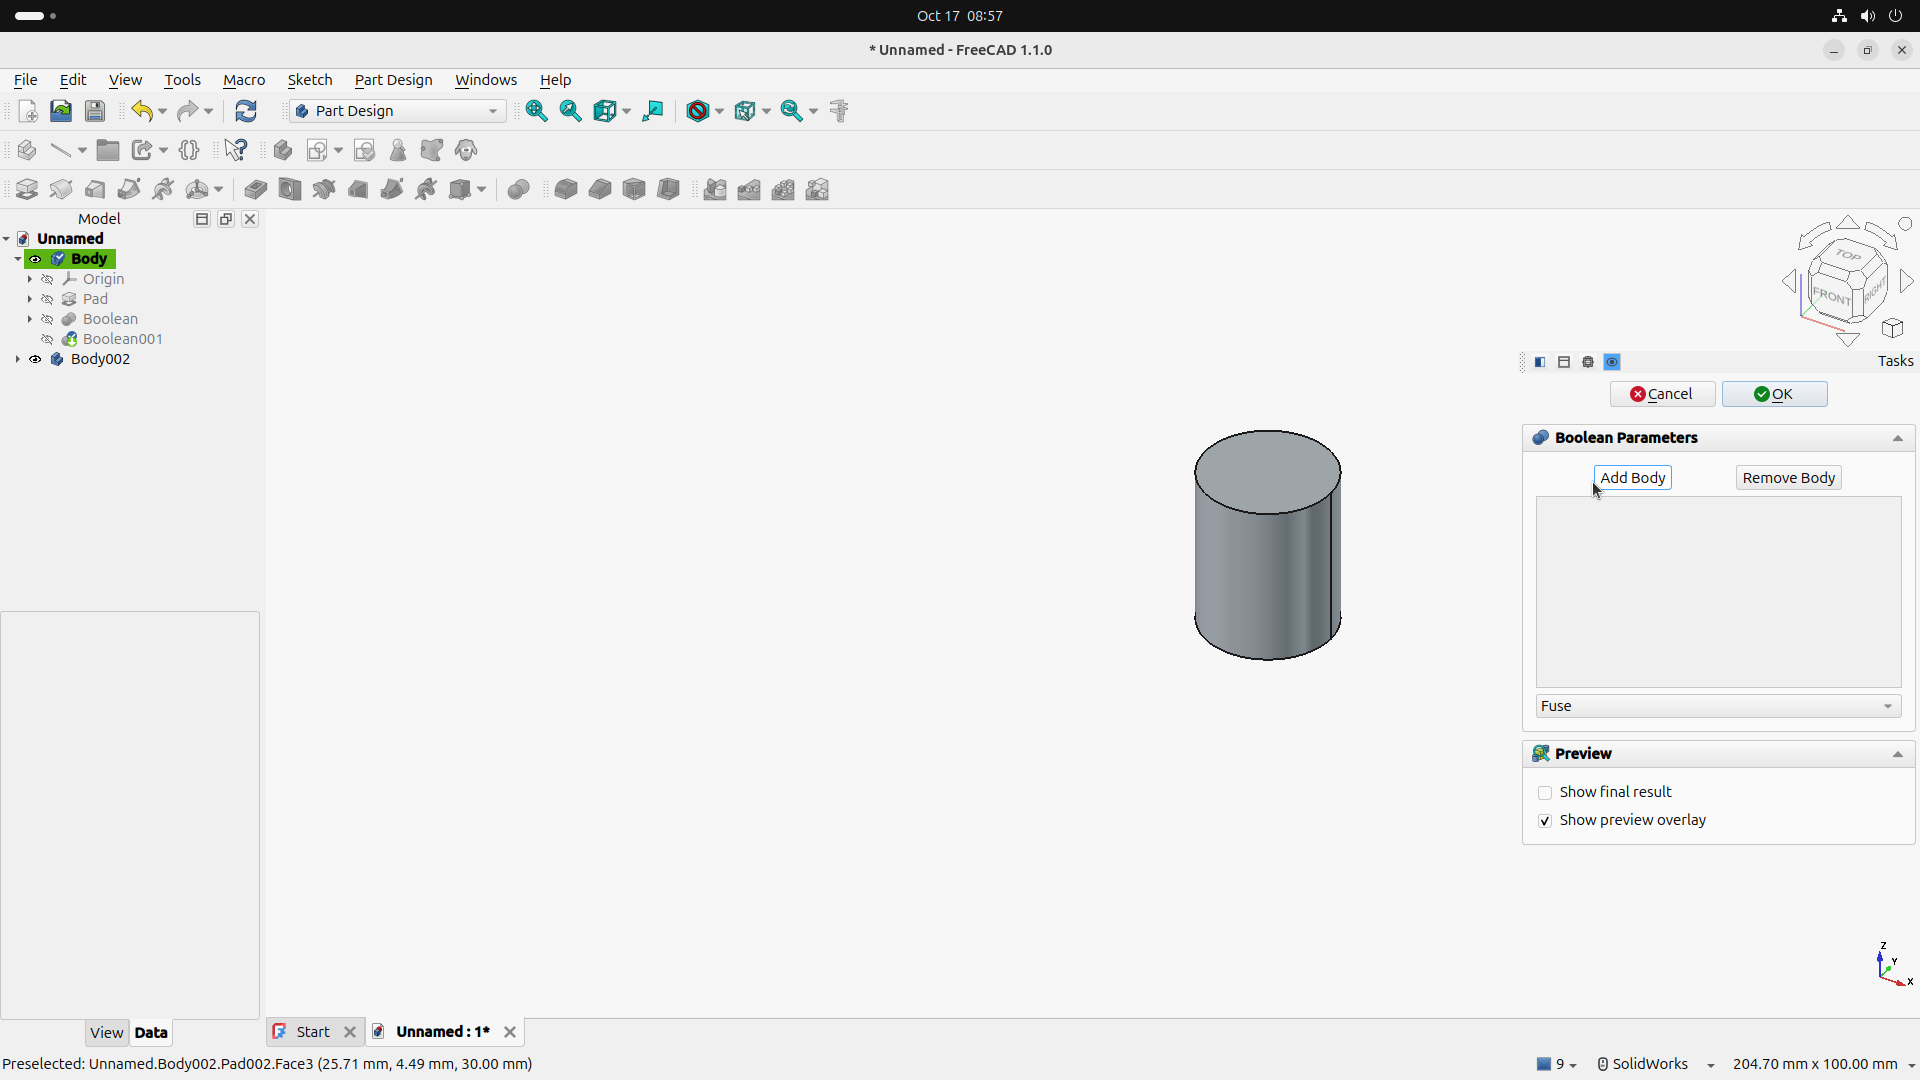 Oct 17 08:57
* Unnamed - FreeCAD 1.1.0
File Edit View Tools Macro Sketch Part Design Windows Help
Part Design
Model
Unnamed
Body
Origin
Pad
Boolean
Boolean001
Body002
TOP
FRONT
RIGHT
Tasks
Cancel OK
Boolean Parameters
Add Body Remove Body
Fuse
Preview
Show final result
Show preview overlay
Z
Y
X
View Data
Start Unnamed : 1*
Preselected: Unnamed.Body002.Pad002.Face3 (25.71 mm, 4.49 mm, 30.00 mm)
9 SolidWorks 204.70 mm x 100.00 mm